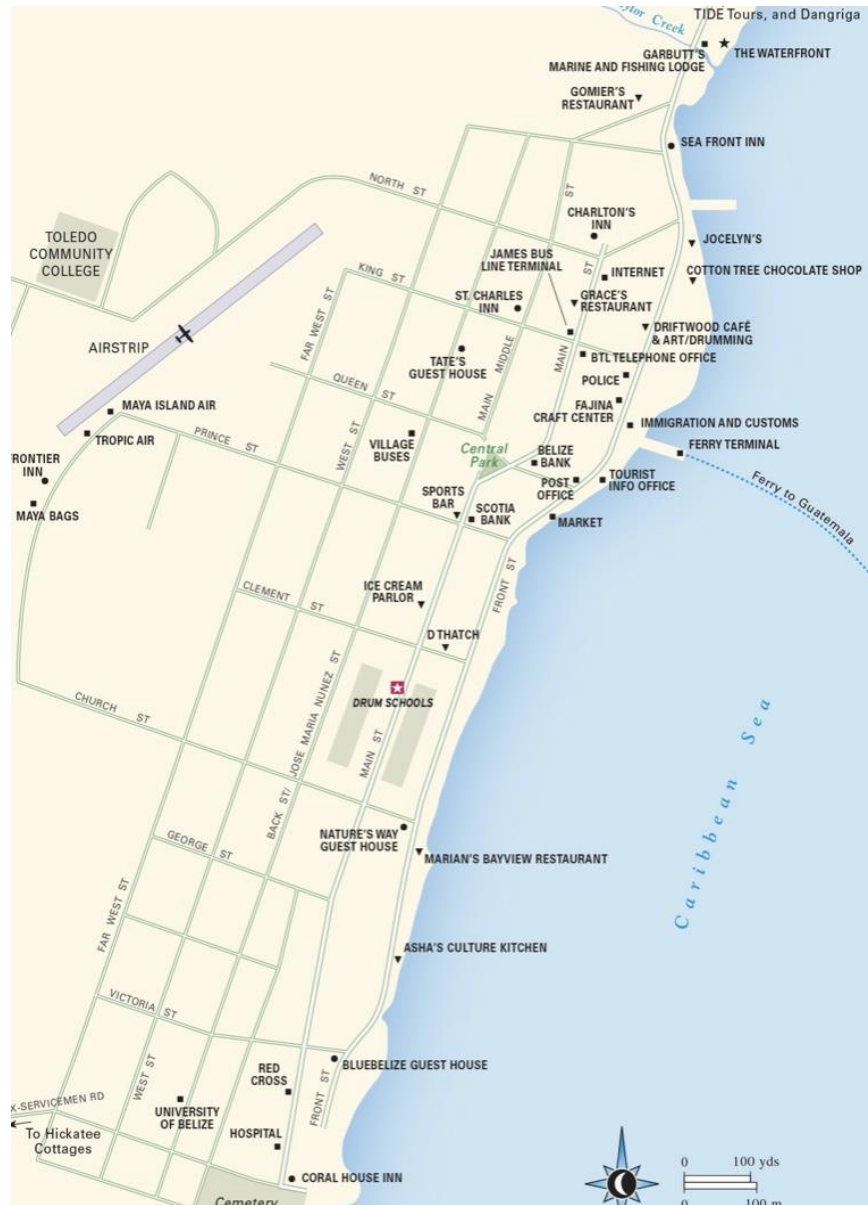 TIDE Tours, and Dangriga
GARBUTT'S
MARINE AND FISHING LODGE
THE WATERFRONT
GOMIER'S
RESTAURANT
SEA FRONT INN
NORTH ST
ST
CHARLTON'S
INN
TOLEDO
COMMUNITY
COLLEGE
JAMES BUS
LINE TERMINAL
JOCELYN'S
INTERNET
COTTON TREE CHOCOLATE SHOP
KING ST
ST. CHARLES
INN
GRACE'S
RESTAURANT
ST
FAR WEST ST
DRIFTWOOD CAFÉ
& ART/DRUMMING
AIRSTRIP
TATE'S
GUEST HOUSE
MIDDLE
MAIN
BTL TELEPHONE OFFICE
POLICE
QUEEN ST
MAIN
FAJINA
CRAFT CENTER
MAYA ISLAND AIR
IMMIGRATION AND CUSTOMS
TROPIC AIR
PRINCE ST
WEST ST
VILLAGE
BUSES
Central
Park
BELIZE
BANK
FERRY TERMINAL
FRONTIER
INN
POST
OFFICE
TOURIST
INFO OFFICE
Ferry to Guatemala
MAYA BAGS
SPORTS
BAR
SCOTIA
BANK
MARKET
FRONT ST
CLEMENT ST
ICE CREAM
PARLOR
D THATCH
BACK ST/ JOSE MARIA NUNEZ ST
DRUM SCHOOLS
CHURCH ST
MAIN ST
Caribbean Sea
GEORGE ST
NATURE'S WAY
GUEST HOUSE
MARIAN'S BAYVIEW RESTAURANT
FAR WEST ST
ASHA'S CULTURE KITCHEN
VICTORIA ST
RED
CROSS
BLUEBELIZE GUEST HOUSE
WEST ST
FRONT ST
X-SERVICEMEN RD
UNIVERSITY
OF BELIZE
To Hickatee
Cottages
HOSPITAL
CORAL HOUSE INN
Cemetery
0 100 yds
0 100 m